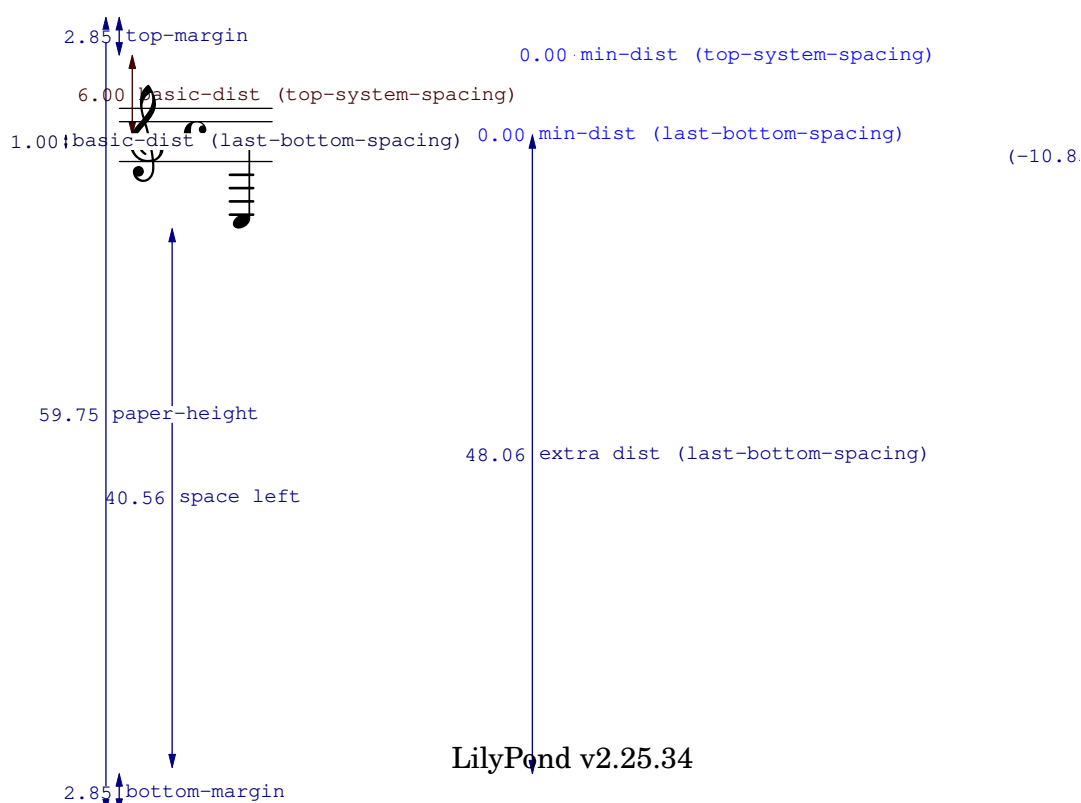 2.85 top-margin
0.00 min-dist (top-system-spacing)
6.00 basic-dist (top-system-spacing)
1.00 basic-dist (last-bottom-spacing)
0.00 min-dist (last-bottom-spacing)
(-10.85
59.75 paper-height
48.06 extra dist (last-bottom-spacing)
40.56 space left
LilyPond v2.25.34
2.85 bottom-margin